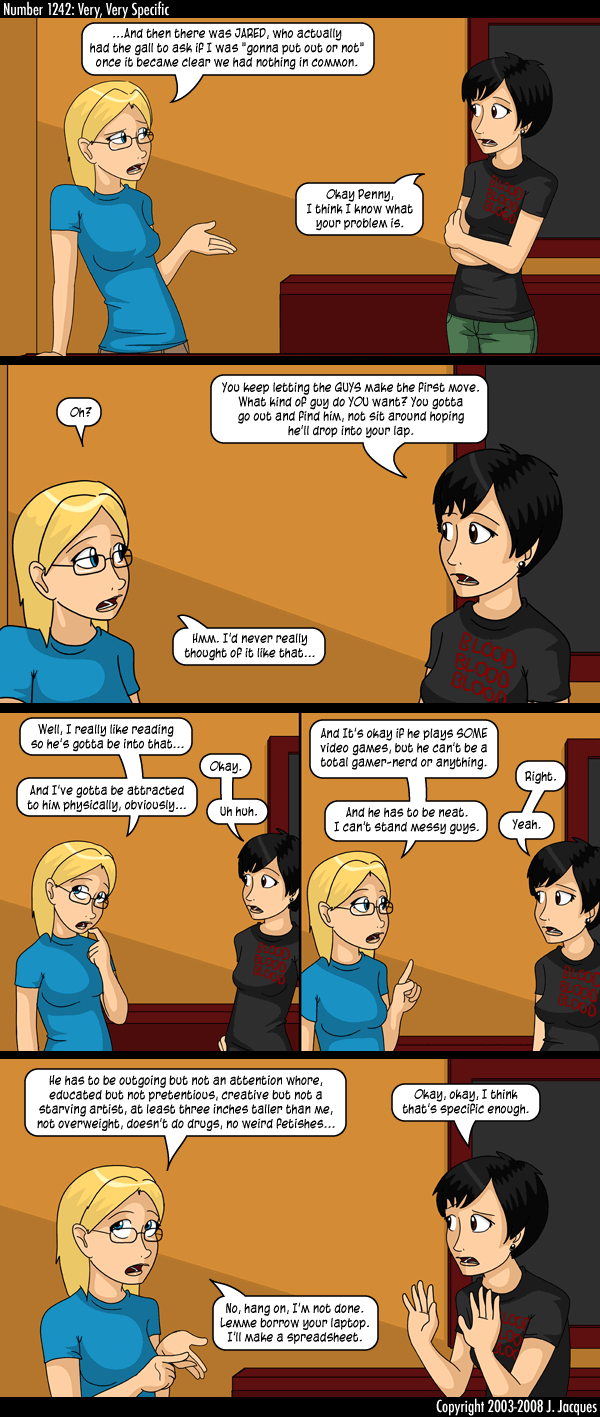 Number 1242: Very, Very Specific
...And then there was JARED, who actually
had the gall to ask if I was "gonna put out or not"
once it became clear we had nothing in common.
Okay Penny,
I think I know what
your problem is.
BLOOD
BLOOD
BLOOD
You keep letting the GUYS make the first move.
What kind of guy do YOU want? You gotta
go out and find him, not sit around hoping
he'll drop into your lap.
Oh?
Hmm. I'd never really
thought of it like that...
BLOOD
BLOOD
BLOOD
Well, I really like reading
so he's gotta be into that...
Okay.
And I've gotta be attracted
to him physically, obviously...
Uh huh.
BLOOD
BLOOD
BLOOD
And It's okay if he plays SOME
video games, but he can't be a
total gamer-nerd or anything.
Right.
And he has to be neat.
I can't stand messy guys.
Yeah.
BLOOD
BLOOD
BLOOD
He has to be outgoing but not an attention whore,
educated but not pretentious, creative but not a
starving artist, at least three inches taller than me,
not overweight, doesn't do drugs, no weird fetishes...
Okay, okay, I think
that's specific enough.
No, hang on, I'm not done.
Lemme borrow your laptop.
I'll make a spreadsheet.
BLOOD
BLOOD
BLOOD
Copyright 2003-2008 J. Jacques